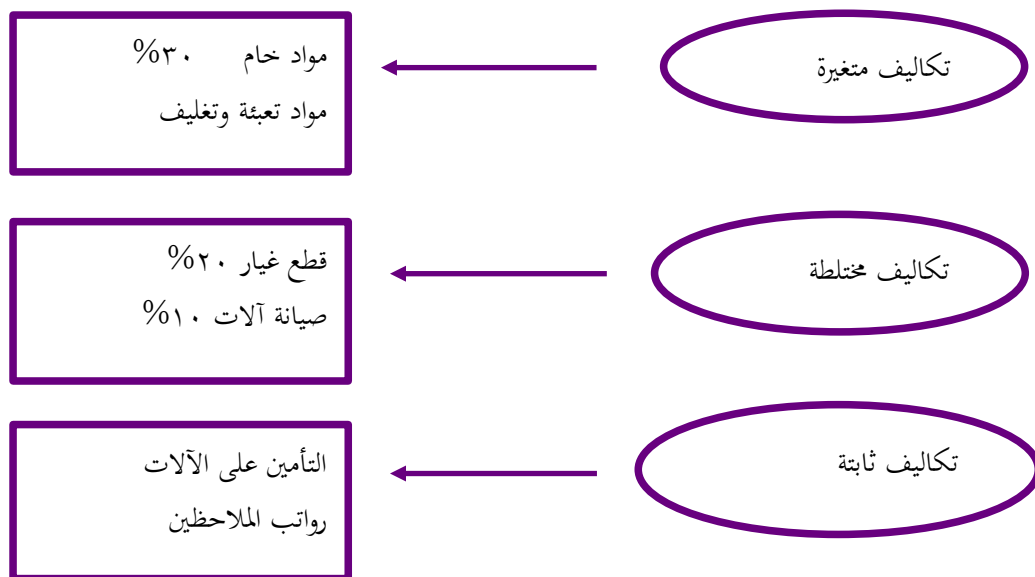 تكاليف متغيرة
مواد خام ٣٠%
مواد تعبئة وتغليف
تكاليف مختلطة
قطع غيار ٢٠%
صيانة آلات ١٠%
تكاليف ثابتة
التأمين على الآلات
رواتب الملاحظين